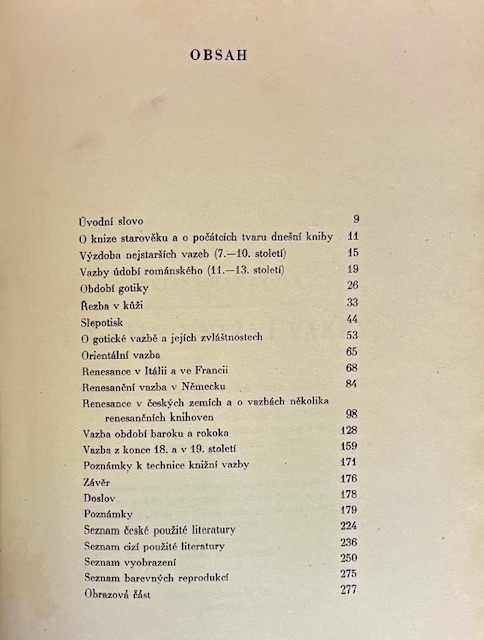 OBSAH
Úvodní slovo 9
O knize starověku a o počátcích tvaru dnešní knihy 11
Výzdoba nejstarších vazeb (7.—10. století) 15
Vazby údobí románského (11.—13. století) 19
Období gotiky 26
Řezba v kůži 33
Slepotisk 44
O gotické vazbě a jejích zvláštnostech 53
Orientální vazba 65
Renesance v Itálii a ve Francii 68
Renesanční vazba v Německu 84
Renesance v českých zemích a o vazbách několika
renesančních knihoven 98
Vazba období baroku a rokoka 128
Vazba z konce 18. a v 19. století 159
Poznámky k technice knižní vazby 171
Závěr 176
Doslov 178
Poznámky 179
Seznam české použité literatury 224
Seznam cizí použité literatury 236
Seznam vyobrazení 250
Seznam barevných reprodukcí 275
Obrazová část 277